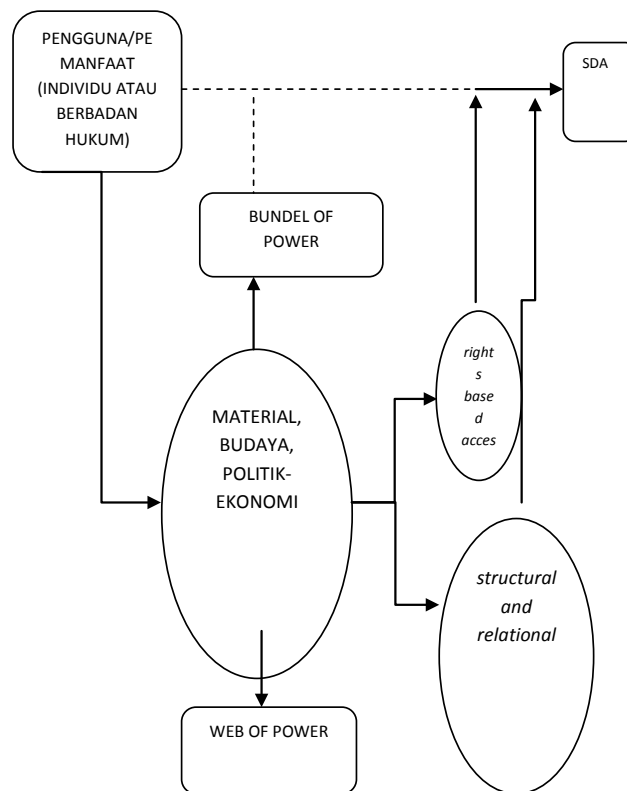 PENGGUNA/PE
MANFAAT
(INDIVIDU ATAU
BERBADAN
HUKUM)
SDA
BUNDEL OF
POWER
MATERIAL,
BUDAYA,
POLITIK-
EKONOMI
right
s
base
d
acces
structural
and
relational
WEB OF POWER